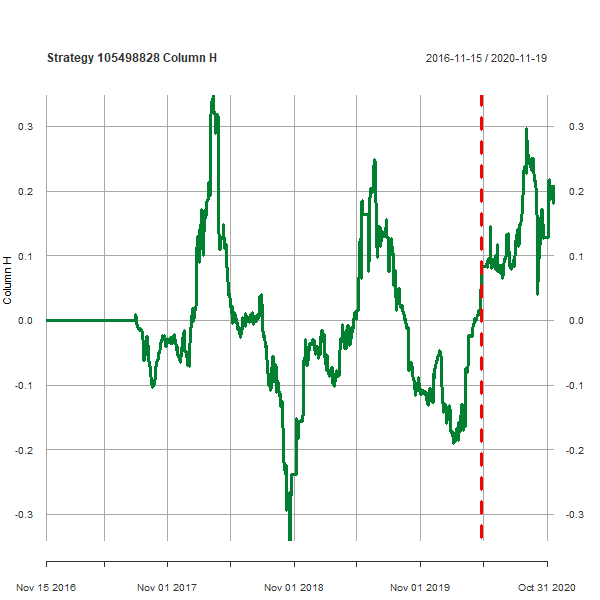 Strategy 105498828 Column H
2016-11-15 / 2020-11-19
0.3
0.3
0.2
0.2
0.1
0.1
0.0
0.0
-0.1
-0.1
-0.2
-0.2
-0.3
-0.3
Column H
Nov 15 2016
Nov 01 2017
Nov 01 2018
Nov 01 2019
Oct 31 2020